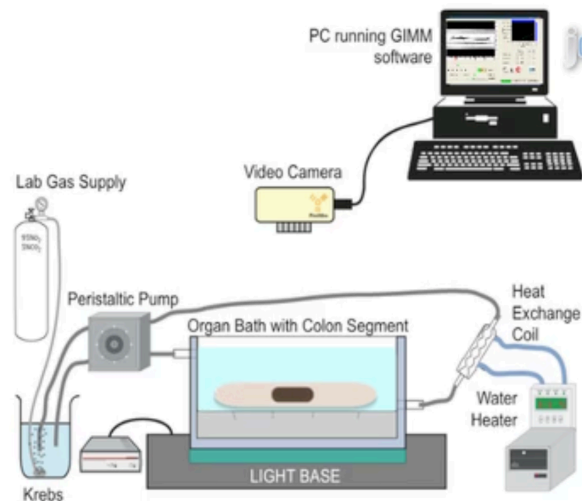 PC running GIMM
software
Video Camera
Lab Gas Supply
Peristaltic Pump
Organ Bath with Colon Segment
Heat
Exchange
Coil
Water
Heater
LIGHT BASE
Krebs